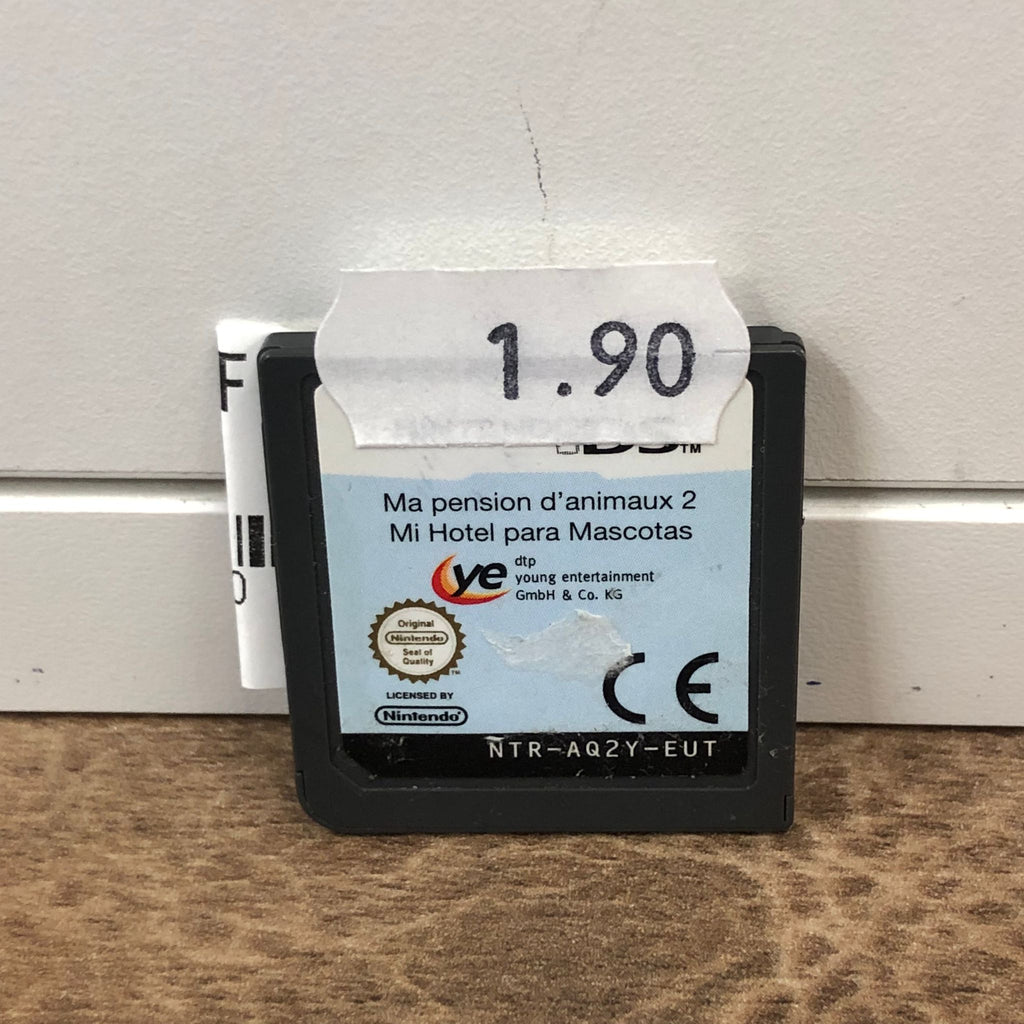 1.90
F
DS™
Ma pension d'animaux 2
Mi Hotel para Mascotas
ye
dtp
young entertainment
GmbH & Co. KG
Original
Nintendo
Seal of
Quality
TM
LICENSED BY
Nintendo
CE
NTR-AQ2Y-EUT